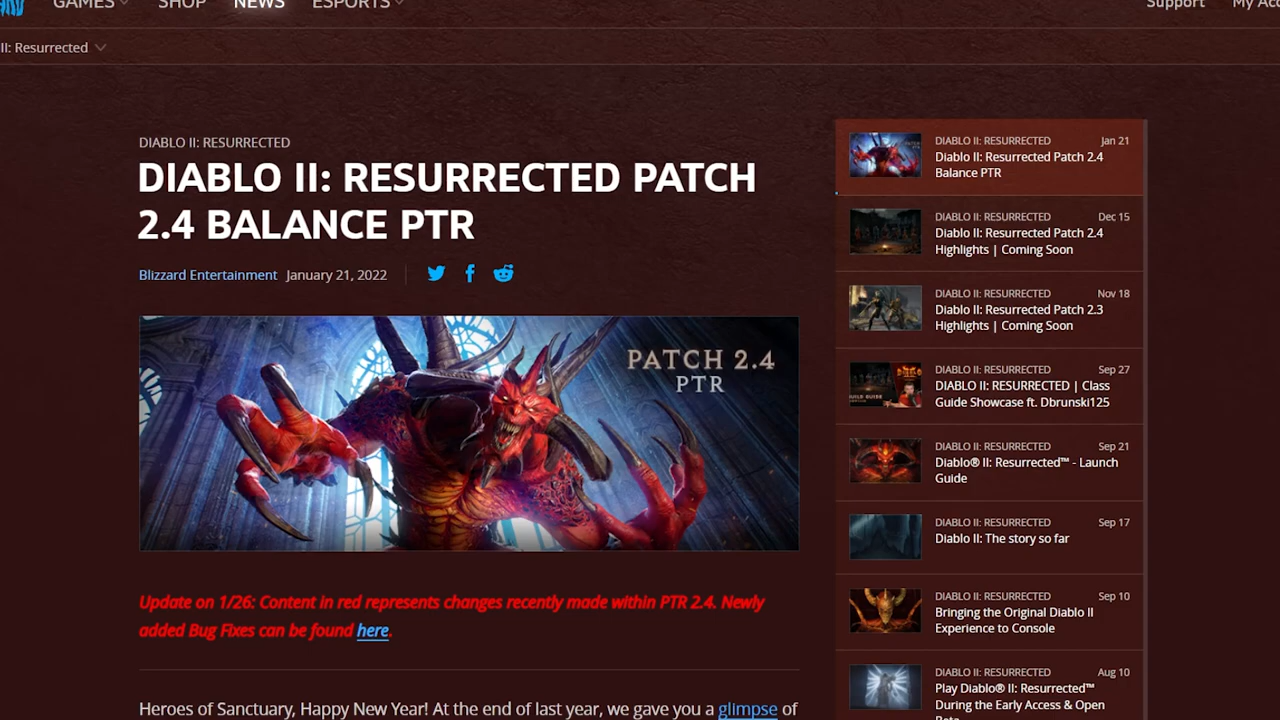 GAMES
SHOP
NEWS
ESPORTS
Support
My Acc
II: Resurrected
DIABLO II: RESURRECTED
DIABLO II: RESURRECTED PATCH
2.4 BALANCE PTR
Blizzard Entertainment January 21, 2022
PATCH 2.4
PTR
Update on 1/26: Content in red represents changes recently made within PTR 2.4. Newly
added Bug Fixes can be found here.
Heroes of Sanctuary, Happy New Year! At the end of last year, we gave you a glimpse of
DIABLO II: RESURRECTED Jan 21
Diablo II: Resurrected Patch 2.4
Balance PTR
DIABLO II: RESURRECTED Dec 15
Diablo II: Resurrected Patch 2.4
Highlights | Coming Soon
DIABLO II: RESURRECTED Nov 18
Diablo II: Resurrected Patch 2.3
Highlights | Coming Soon
DIABLO II: RESURRECTED Sep 27
DIABLO II: RESURRECTED | Class
Guide Showcase ft. Dbrunski125
DIABLO II: RESURRECTED Sep 21
Diablo® II: Resurrected™ - Launch
Guide
DIABLO II: RESURRECTED Sep 17
Diablo II: The story so far
DIABLO II: RESURRECTED Sep 10
Bringing the Original Diablo II
Experience to Console
DIABLO II: RESURRECTED Aug 10
Play Diablo® II: Resurrected™
During the Early Access & Open